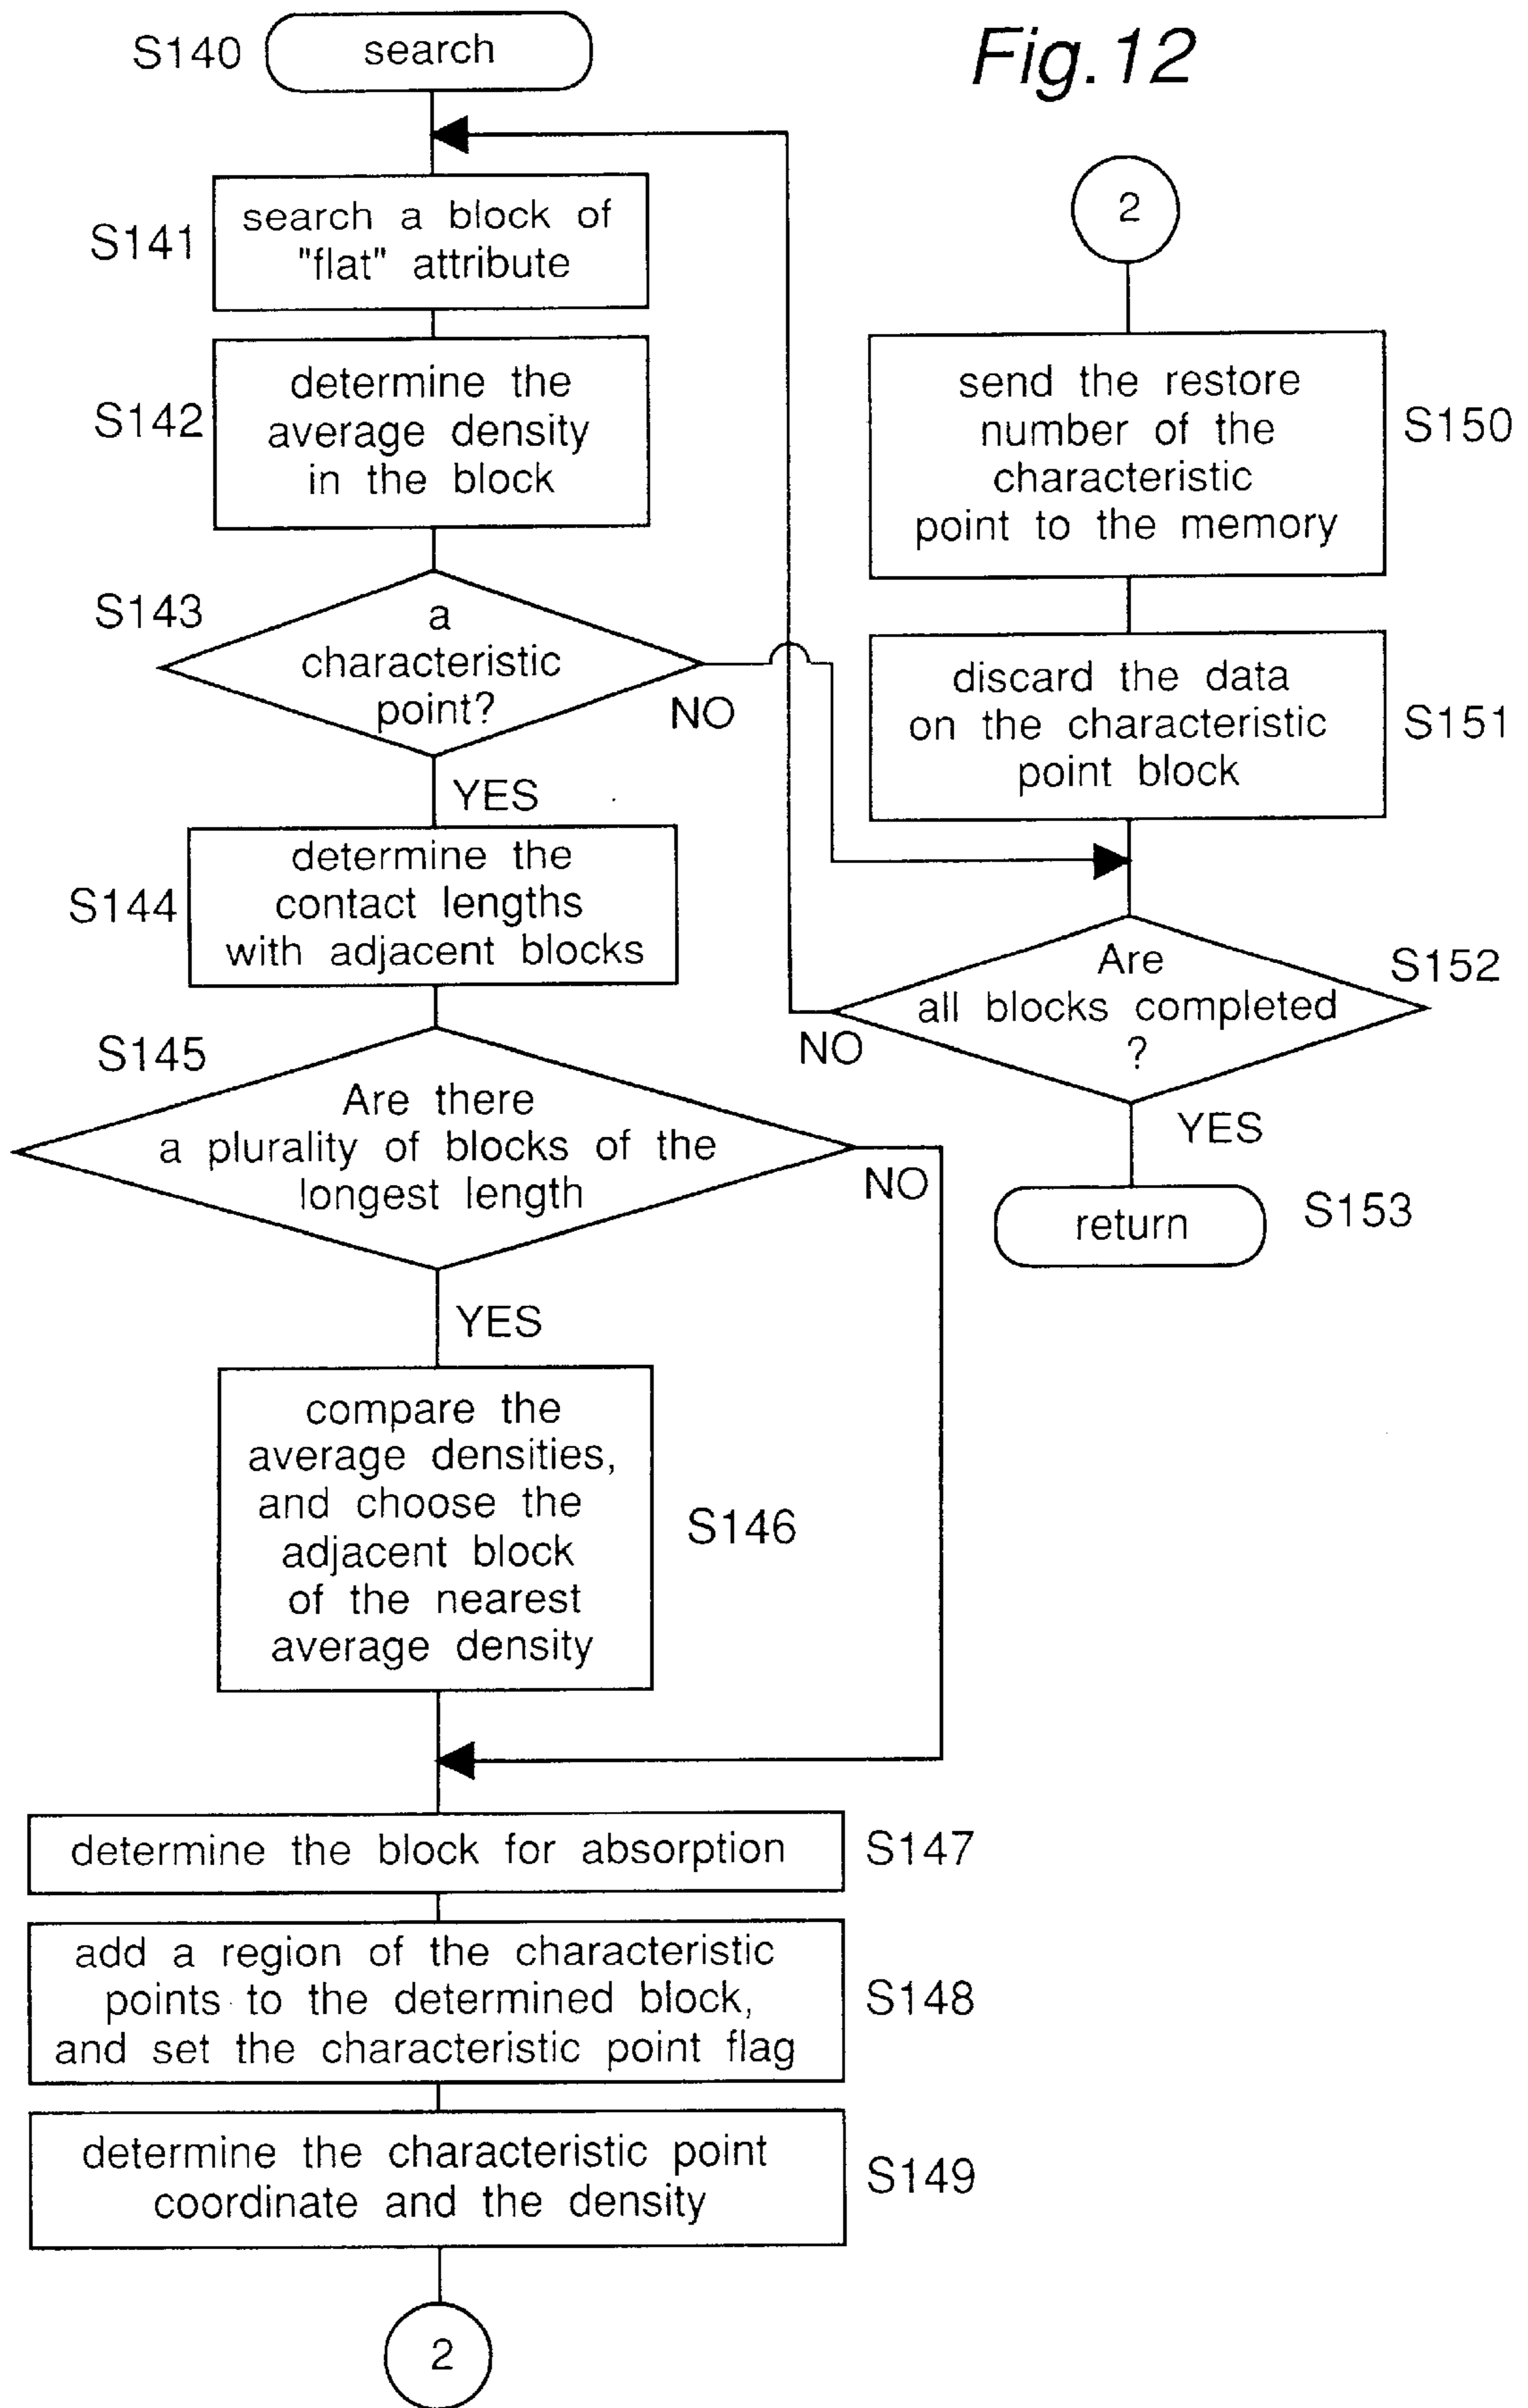 Fig.12
S140
search
S141
search a block of
"flat" attribute
S142
determine the
average density
in the block
S143
a
characteristic
point?
NO
YES
S144
determine the
contact lengths
with adjacent blocks
S145
Are there
a plurality of blocks of the
longest length
NO
YES
compare the
average densities,
and choose the
adjacent block
of the nearest
average density
S146
determine the block for absorption
S147
add a region of the characteristic
points to the determined block,
and set the characteristic point flag
S148
determine the characteristic point
coordinate and the density
S149
2
2
send the restore
number of the
characteristic
point to the memory
S150
discard the data
on the characteristic
point block
S151
Are
all blocks completed
?
S152
NO
YES
return
S153